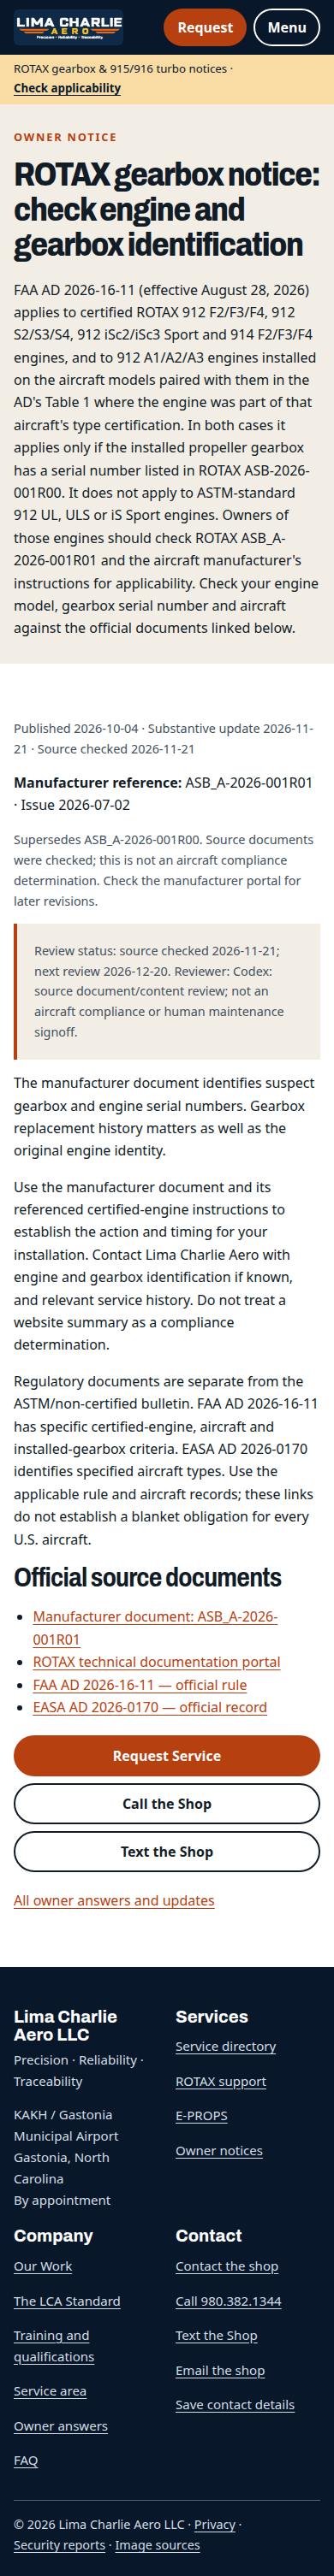 LIMA CHARLIE
AERO
Precision · Reliability · Traceability
Request
Menu
ROTAX gearbox & 915/916 turbo notices ·
Check applicability
OWNER NOTICE
ROTAX gearbox notice:
check engine and
gearbox identification
FAA AD 2026-16-11 (effective August 28, 2026)
applies to certified ROTAX 912 F2/F3/F4, 912
S2/S3/S4, 912 iSc2/iSc3 Sport and 914 F2/F3/F4
engines, and to 912 A1/A2/A3 engines installed
on the aircraft models paired with them in the
AD's Table 1 where the engine was part of that
aircraft's type certification. In both cases it
applies only if the installed propeller gearbox
has a serial number listed in ROTAX ASB-2026-
001R00. It does not apply to ASTM-standard
912 UL, ULS or iS Sport engines. Owners of
those engines should check ROTAX ASB_A-
2026-001R01 and the aircraft manufacturer's
instructions for applicability. Check your engine
model, gearbox serial number and aircraft
against the official documents linked below.
Published 2026-10-04 · Substantive update 2026-11-
21 · Source checked 2026-11-21
Manufacturer reference: ASB_A-2026-001R01
· Issue 2026-07-02
Supersedes ASB_A-2026-001R00. Source documents
were checked; this is not an aircraft compliance
determination. Check the manufacturer portal for
later revisions.
Review status: source checked 2026-11-21;
next review 2026-12-20. Reviewer: Codex:
source document/content review; not an
aircraft compliance or human maintenance
signoff.
The manufacturer document identifies suspect
gearbox and engine serial numbers. Gearbox
replacement history matters as well as the
original engine identity.
Use the manufacturer document and its
referenced certified-engine instructions to
establish the action and timing for your
installation. Contact Lima Charlie Aero with
engine and gearbox identification if known,
and relevant service history. Do not treat a
website summary as a compliance
determination.
Regulatory documents are separate from the
ASTM/non-certified bulletin. FAA AD 2026-16-11
has specific certified-engine, aircraft and
installed-gearbox criteria. EASA AD 2026-0170
identifies specified aircraft types. Use the
applicable rule and aircraft records; these links
do not establish a blanket obligation for every
U.S. aircraft.
Official source documents
• Manufacturer document: ASB_A-2026-
001R01
• ROTAX technical documentation portal
• FAA AD 2026-16-11 — official rule
• EASA AD 2026-0170 — official record
Request Service
Call the Shop
Text the Shop
All owner answers and updates
Lima Charlie
Aero LLC
Precision · Reliability ·
Traceability
KAKH / Gastonia
Municipal Airport
Gastonia, North
Carolina
By appointment
Services
Service directory
ROTAX support
E-PROPS
Owner notices
Company
Our Work
The LCA Standard
Training and
qualifications
Service area
Owner answers
FAQ
Contact
Contact the shop
Call 980.382.1344
Text the Shop
Email the shop
Save contact details
© 2026 Lima Charlie Aero LLC · Privacy ·
Security reports · Image sources